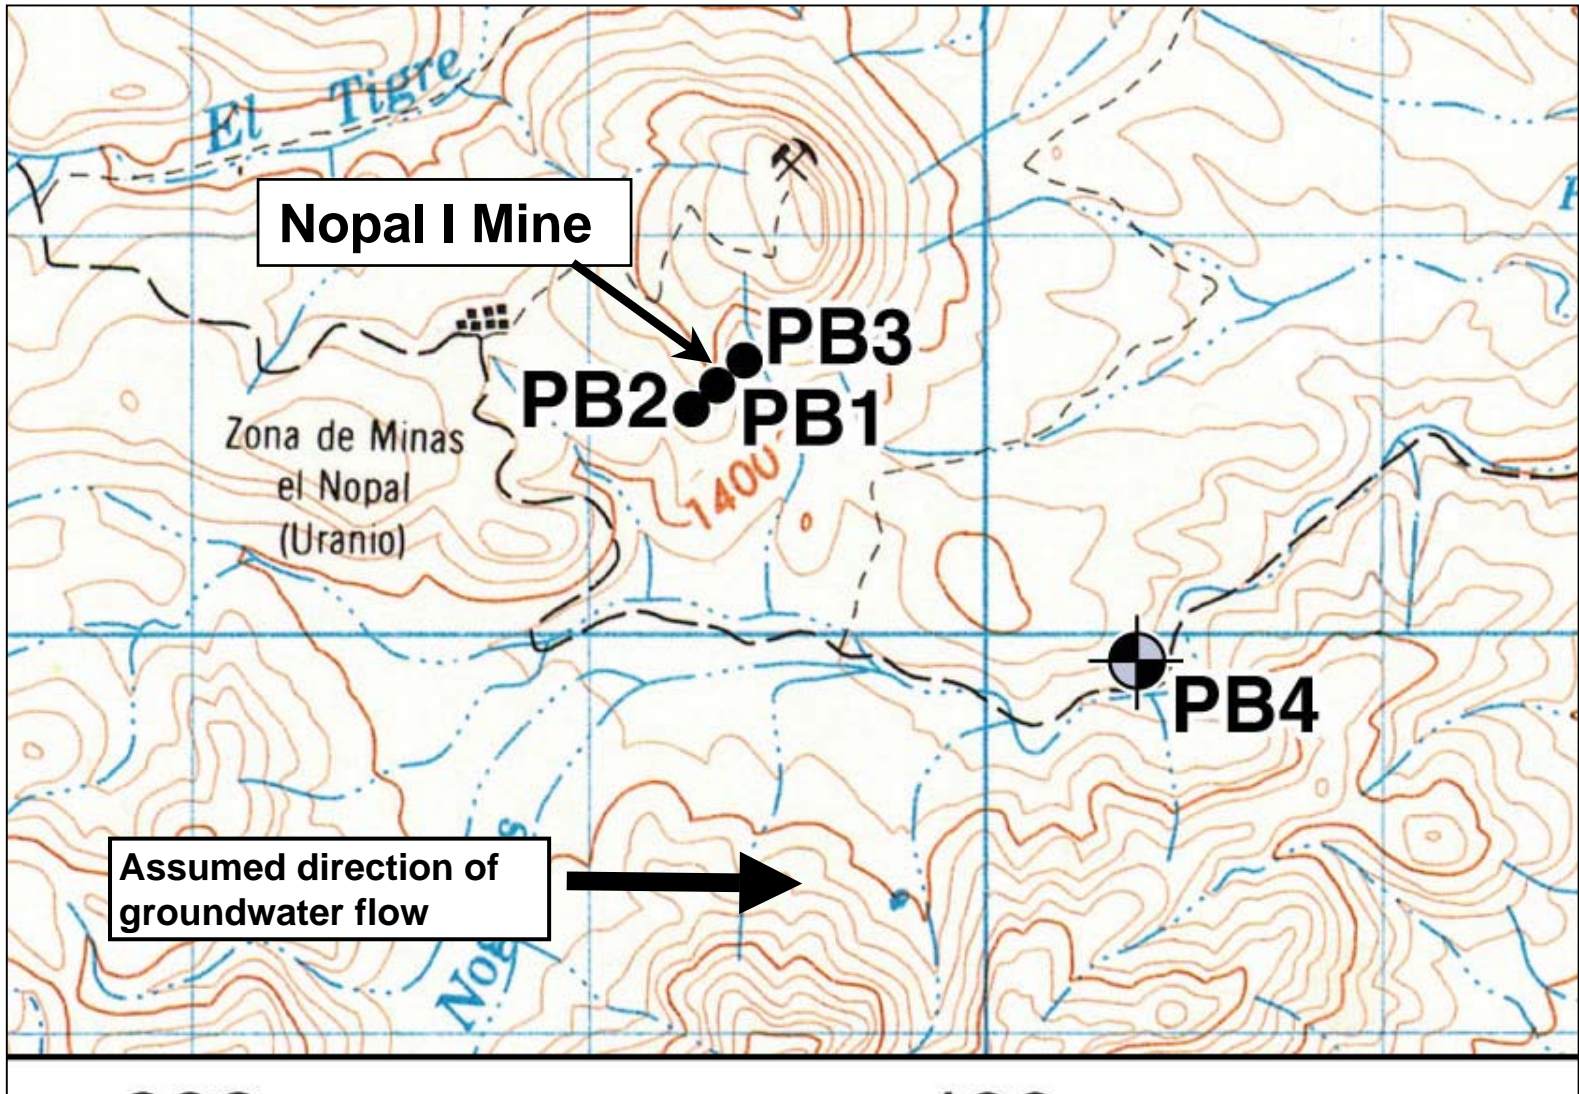 El Tigre
Nopal I Mine
PB3
PB2
PB1
Zona de Minas
el Nopal
(Uranio)
1400
PB4
Assumed direction of
groundwater flow